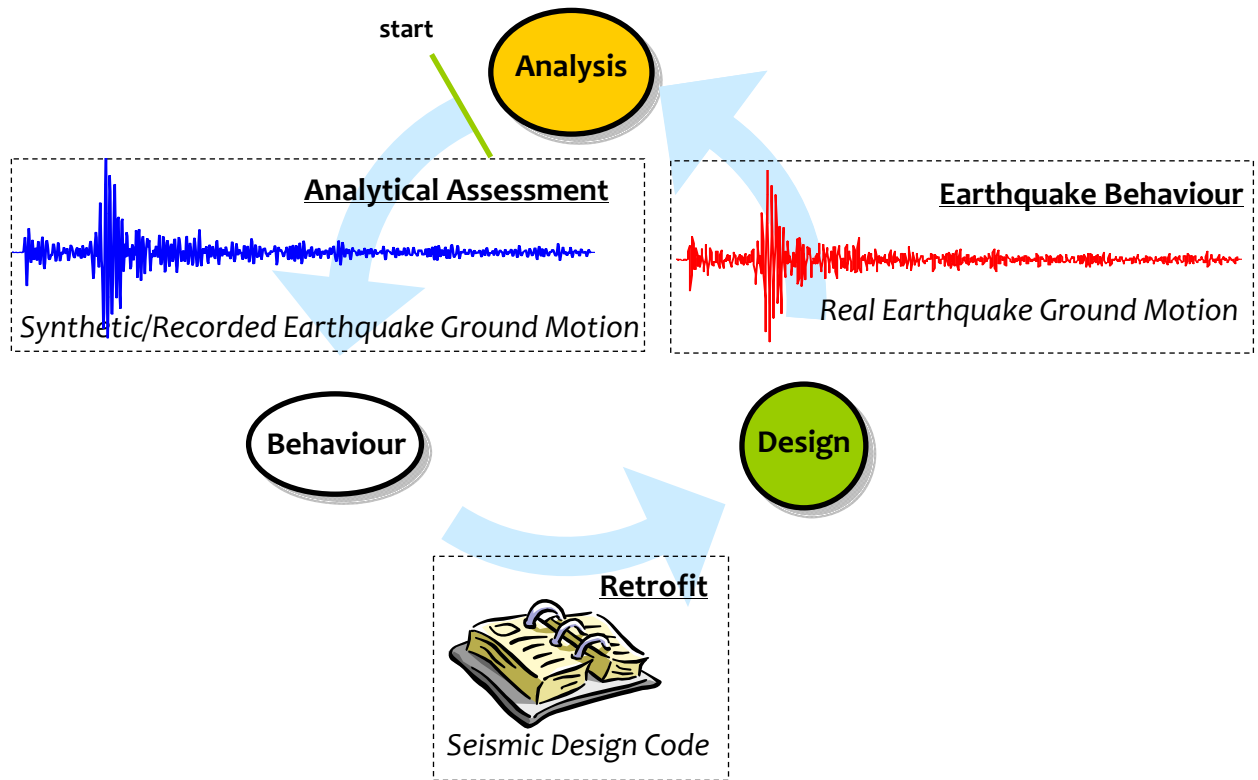 start
Analysis
Analytical Assessment
Synthetic/Recorded Earthquake Ground Motion
Earthquake Behaviour
Real Earthquake Ground Motion
Behaviour
Design
Retrofit
Seismic Design Code